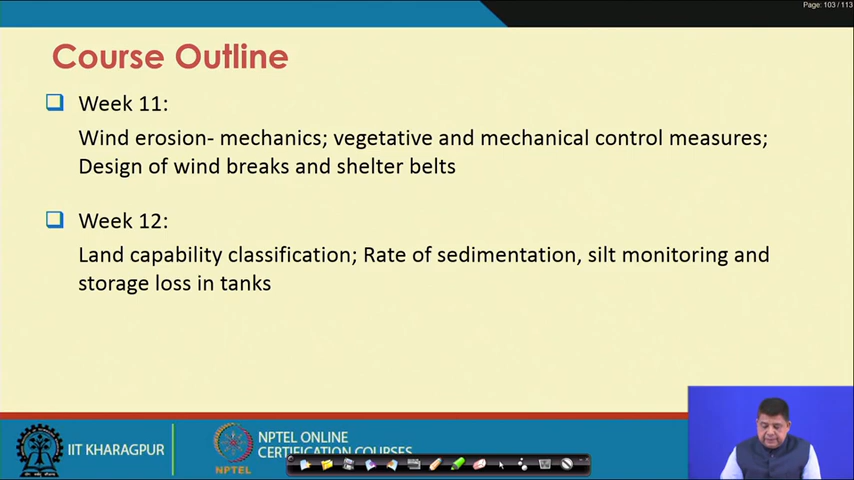 Page: 103 / 113
Course Outline
Week 11:
Wind erosion- mechanics; vegetative and mechanical control measures;
Design of wind breaks and shelter belts
Week 12:
Land capability classification; Rate of sedimentation, silt monitoring and
storage loss in tanks
IIT KHARAGPUR
NPTEL
NPTEL ONLINE
CERTIFICATION COURSES